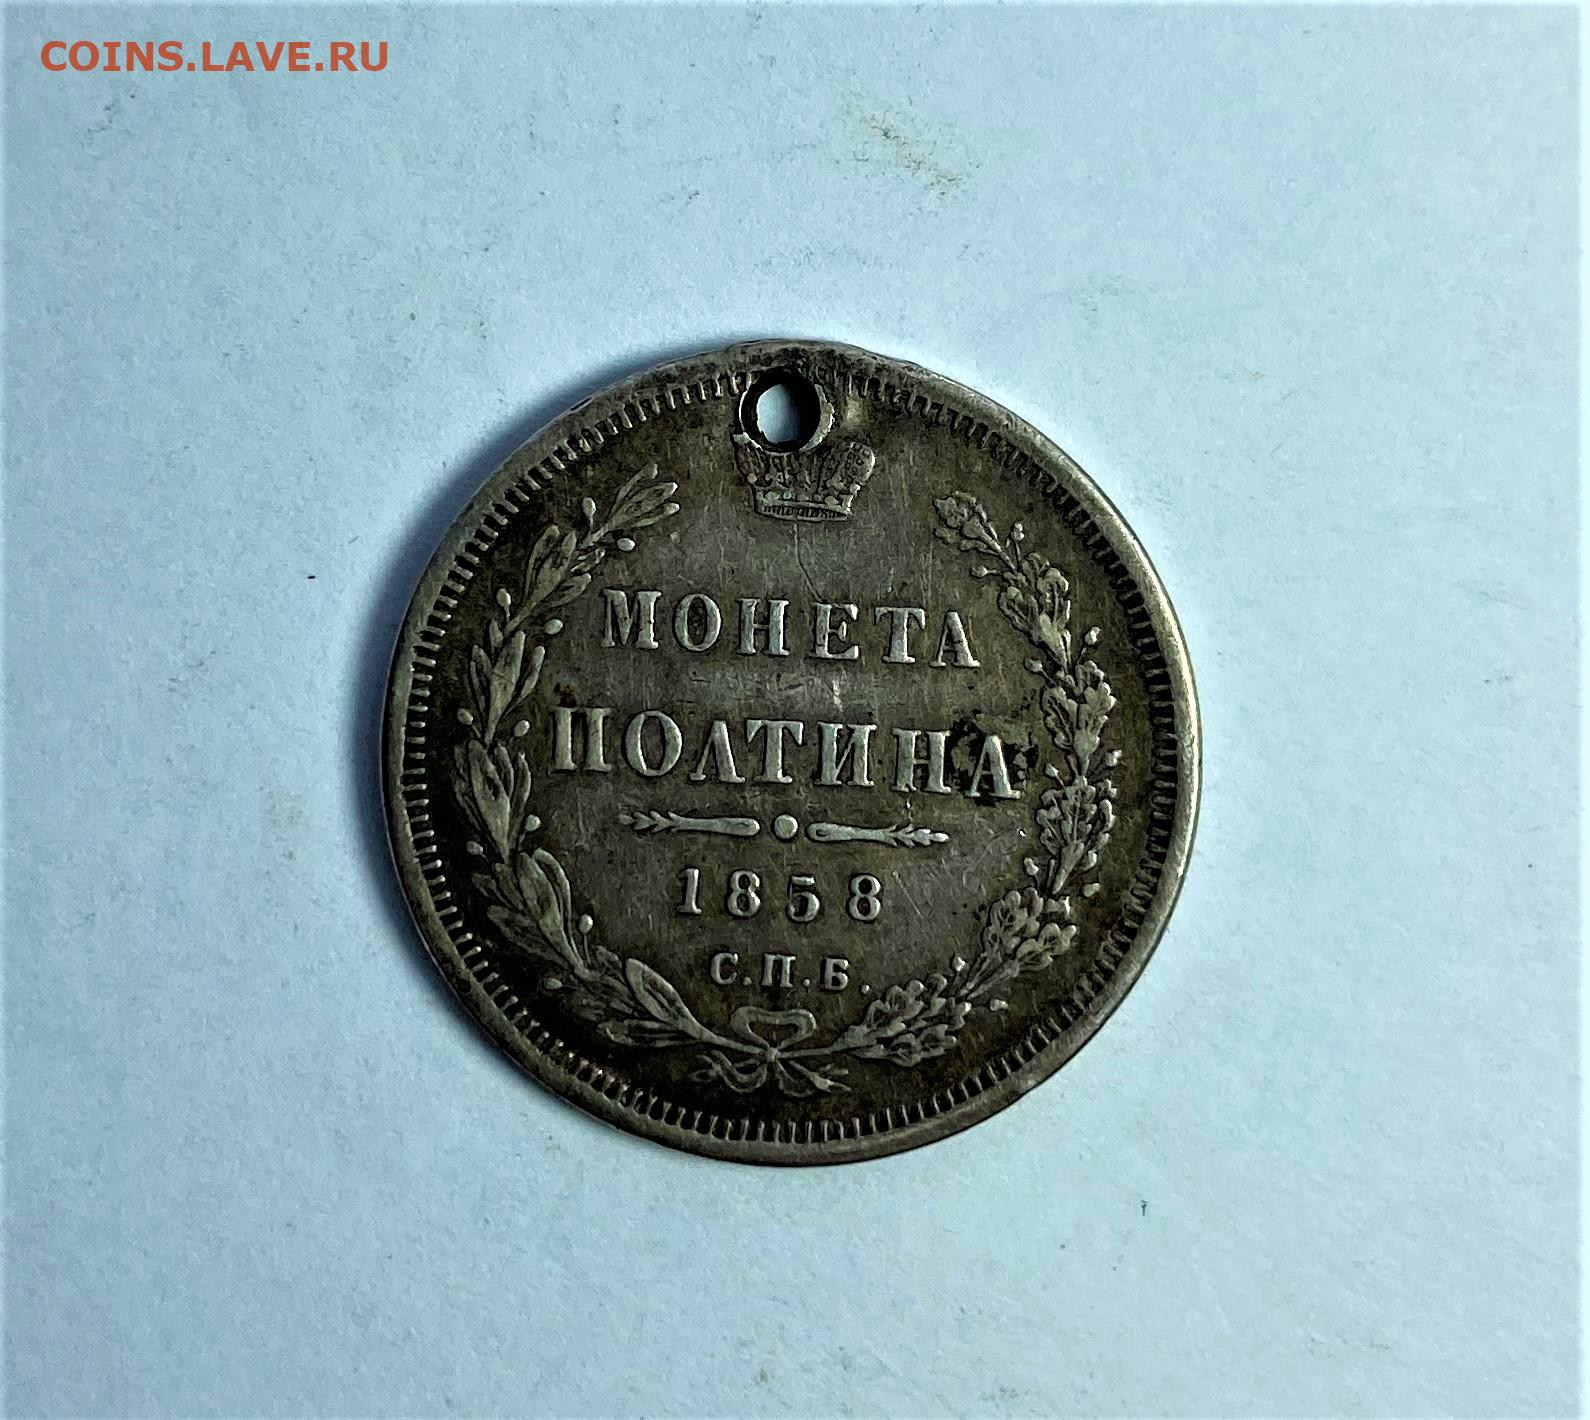 COINS.LAVE.RU
МОНЕТА
ПОЛТИНА
1858
С.П.Б.